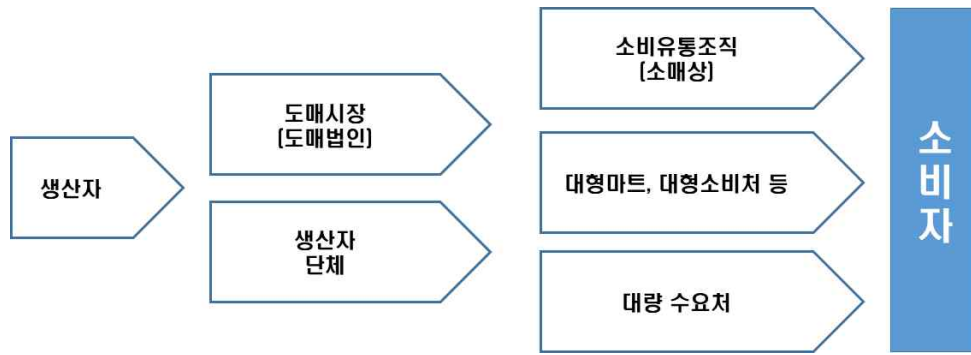 생산자
도매시장
(도매법인)
생산자
단체
소비유통조직
(소매상)
대형마트, 대형소비처 등
대량 수요처
소비자